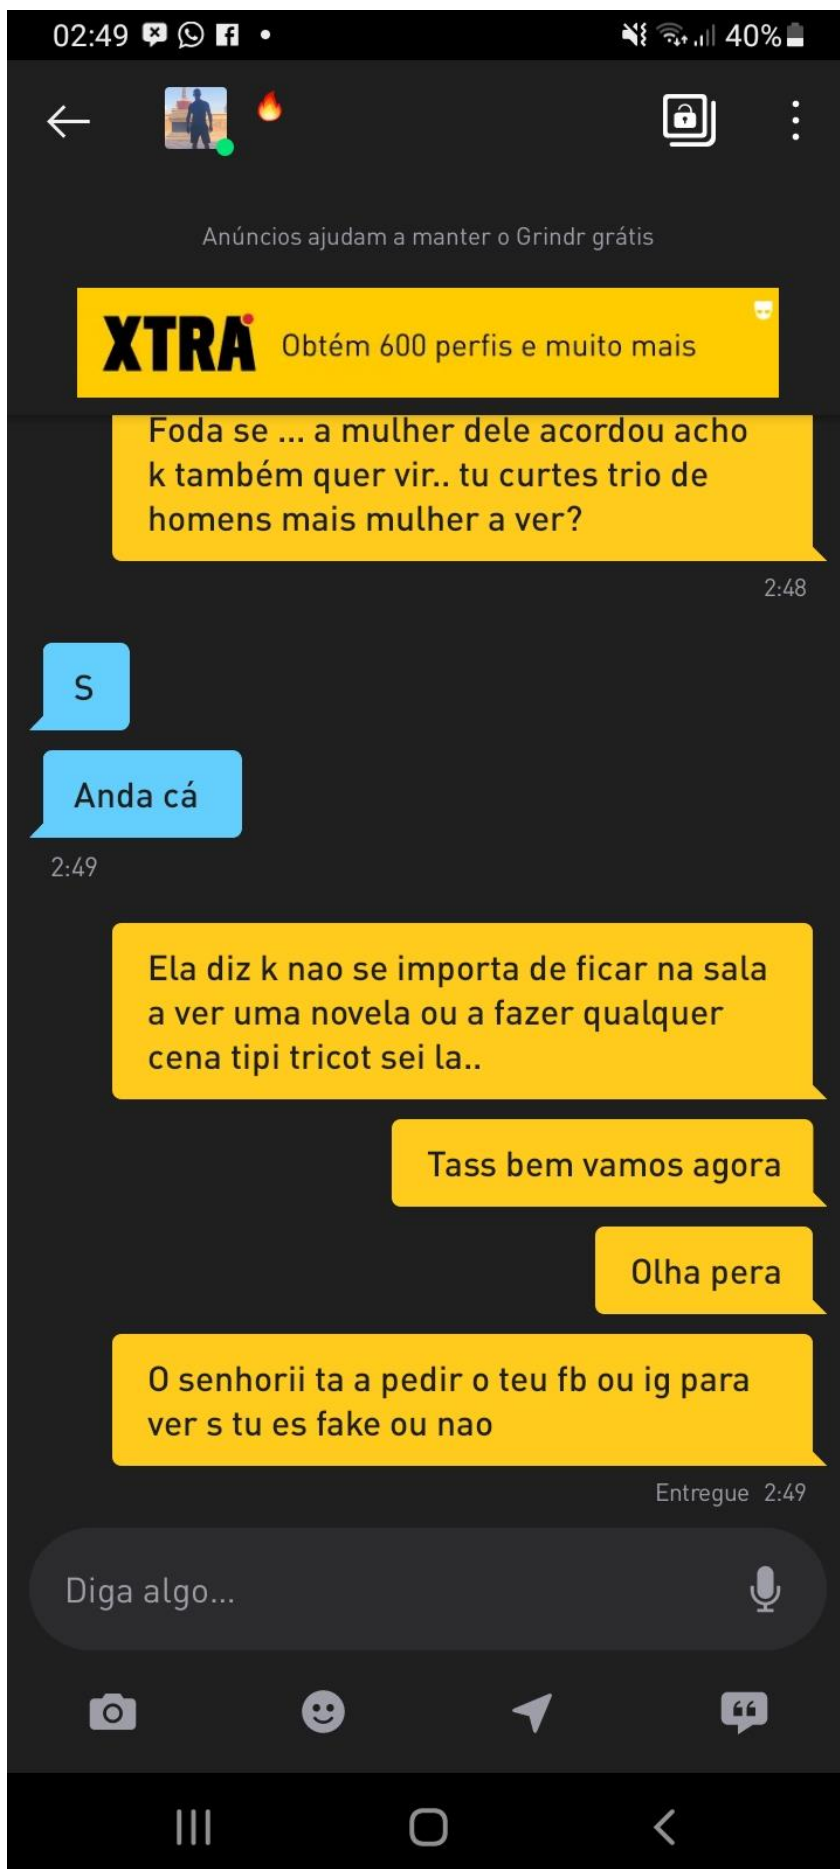 02:49
40%
Anúncios ajudam a manter o Grindr grátis
XTRA Obtém 600 perfis e muito mais
Foda se ... a mulher dele acordou acho
k também quer vir.. tu curtes trio de
homens mais mulher a ver?
2:48
S
Anda cá
2:49
Ela diz k nao se importa de ficar na sala
a ver uma novela ou a fazer qualquer
cena tipi tricot sei la..
Tass bem vamos agora
Olha pera
O senhorii ta a pedir o teu fb ou ig para
ver s tu es fake ou nao
Entregue 2:49
Diga algo...